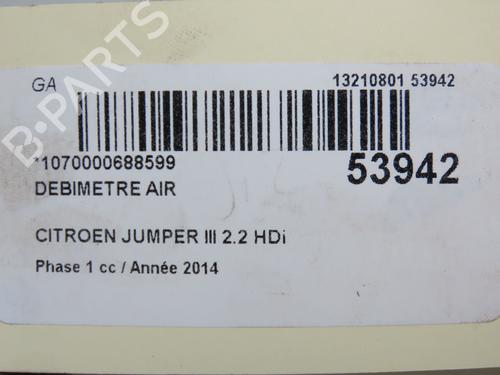 GA
13210801 53942
*1070000688599
53942
DEBIMETRE AIR
CITROEN JUMPER III 2.2 HDi
Phase 1 cc / Année 2014
B-PARTS